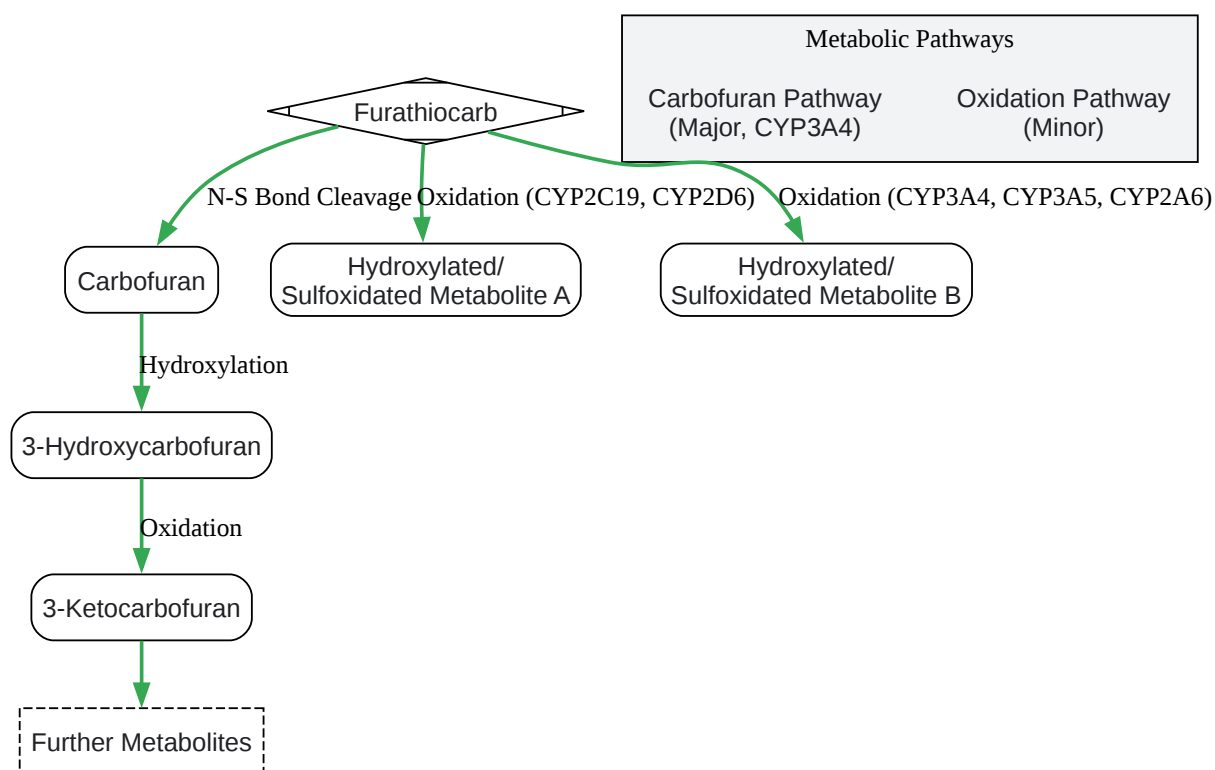 Metabolic Pathways
Carbofuran Pathway
(Major, CYP3A4)
Oxidation Pathway
(Minor)
Furathiocarb
N-S Bond Cleavage
Oxidation (CYP2C19, CYP2D6)
Oxidation (CYP3A4, CYP3A5, CYP2A6)
Carbofuran
Hydroxylated/
Sulfoxidated Metabolite A
Hydroxylated/
Sulfoxidated Metabolite B
Hydroxylation
3-Hydroxycarbofuran
Oxidation
3-Ketocarbofuran
Further Metabolites